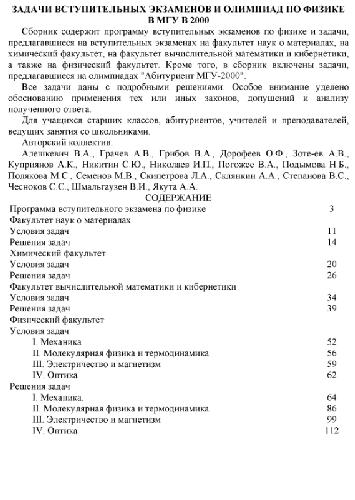 ЗАДАЧИ ВСТУПИТЕЛЬНЫХ ЭКЗАМЕНОВ И ОЛИМПИАД ПО ФИЗИКЕ
В МГУ В 2000
Сборник содержит программу вступительных экзаменов по физике и задачи,
предлагавшиеся на вступительных экзаменах на факультет наук о материалах, на
химический факультет, на факультет вычислительной математики и кибернетики,
а также на физический факультет. Кроме того, в сборник включены задачи,
предлагавшиеся на олимпиадах "Абитуриент МГУ-2000".
Все задачи даны с подробными решениями. Особое внимание уделено
обоснованию применения тех или иных законов, допущений и анализу
полученного ответа.
Для учащихся старших классов, абитуриентов, учителей и преподавателей,
ведущих занятия со школьниками.
Авторский коллектив:
Алешкевич В.А., Грачев А.В., Грибов В.А., Дорофеев О.Ф., Зоте-ев А.В.,
Куприянов А.К., Никитин С.Ю., Николаев И.П., Погожев В.А., Подымова Н.Б.,
Полякова М.С., Семенов М.В., Скипетрова Л.А., Склянкин А.А., Степанова В.С.,
Чесноков С.С., Шмальгаузен В.И., Якута А.А.
СОДЕРЖАНИЕ
Программа вступительного экзамена по физике 3
Факультет наук о материалах
Условия задач 11
Решения задач 14
Химический факультет
Условия задач 20
Решения задач 26
Факультет вычислительной математики и кибернетики
Условия задач 34
Решения задач 39
Физический факультет
Условия задач
I. Механика 52
II. Молекулярная физика и термодинамика 56
III. Электричество и магнетизм 59
IV. Оптика 62
Решения задач
I. Механика. 64
II. Молекулярная физика и термодинамика 86
III. Электричество и магнетизм 99
IV. Оптика 112